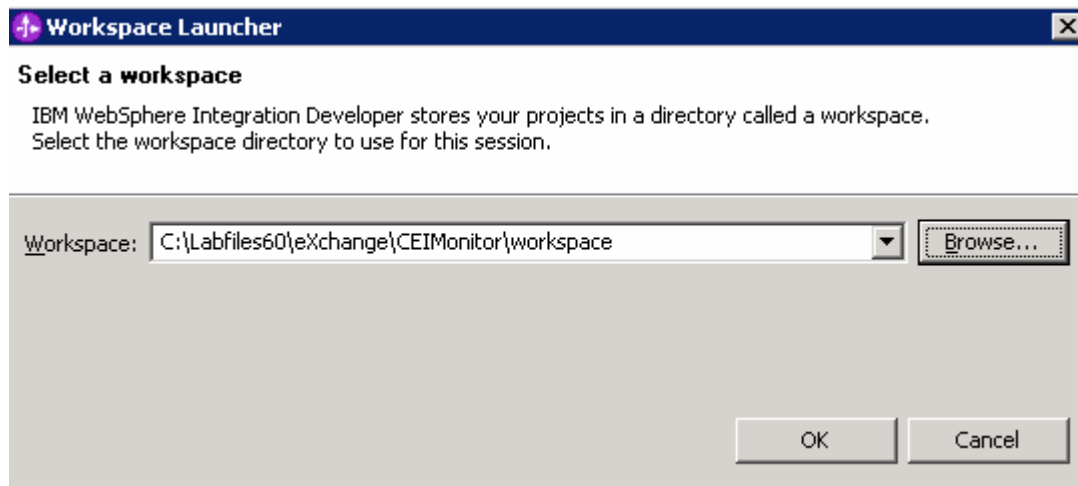 Workspace Launcher
Select a workspace
IBM WebSphere Integration Developer stores your projects in a directory called a workspace.
Select the workspace directory to use for this session.
Workspace: C:\Labfiles60\eXchange\CEIMonitor\workspace Browse...
OK Cancel